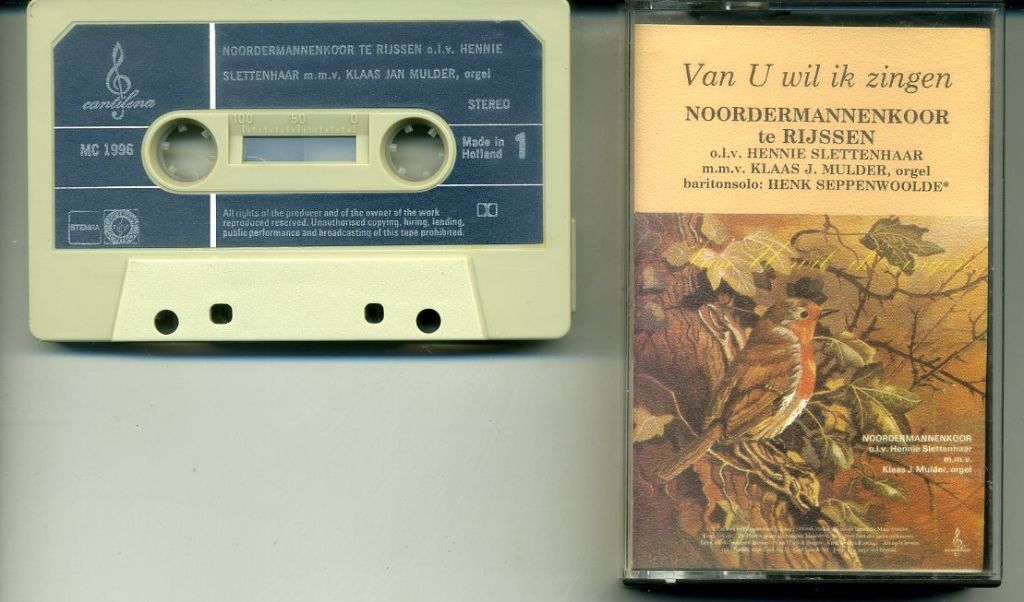 NOORDERMANNENKOOR TE RIJSSEN o.l.v. HENNIE
SLETTENHAAR m.m.v. KLAAS JAN MULDER, orgel
cantilena
STEREO
100 50 0
MC 1996
Made in
Holland
1
STEMRA
All rights of the producer and of the owner of the work
reproduced reserved. Unauthorised copying, hiring, lending,
public performance and broadcasting of this tape prohibited.
Van U wil ik zingen
NOORDERMANNENKOOR
te RIJSSEN
o.l.v. HENNIE SLETTENHAAR
m.m.v. KLAAS J. MULDER, orgel
baritonsolo: HENK SEPPENWOOLDE*
NOORDERMANNENKOOR
o.l.v. Hennie Slettenhaar
m.m.v.
Klaas J. Mulder, orgel